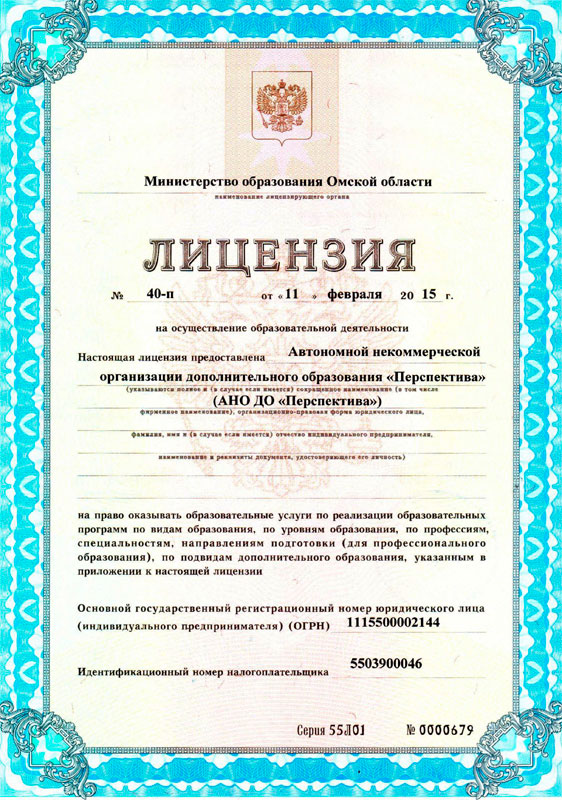 Министерство образования Омской области
наименование лицензирующего органа
ЛИЦЕНЗИЯ
№ 40-п от « 11 » февраля 20 15 г.
на осуществление образовательной деятельности
Настоящая лицензия предоставлена Автономной некоммерческой
организации дополнительного образования «Перспектива»
(указываются полное и (в случае если имеется) сокращенное наименование (в том числе
(АНО ДО «Перспектива»)
фирменное наименование), организационно-правовая форма юридического лица,
фамилия, имя и (в случае если имеется) отчество индивидуального предпринимателя,
наименование и реквизиты документа, удостоверяющего его личность)
на право оказывать образовательные услуги по реализации образовательных
программ по видам образования, по уровням образования, по профессиям,
специальностям, направлениям подготовки (для профессионального
образования), по подвидам дополнительного образования, указанным в
приложении к настоящей лицензии
Основной государственный регистрационный номер юридического лица
(индивидуального предпринимателя) (ОГРН) 1115500002144
Идентификационный номер налогоплательщика 5503900046
Серия 55Л01 № 0000679